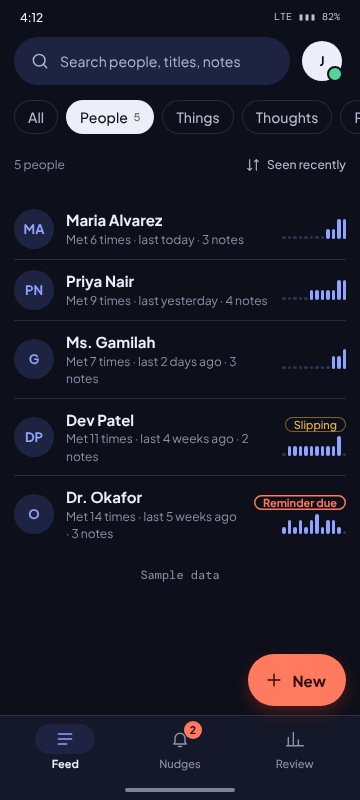 4:12
LTE ▮▮▮ 82%
Search people, titles, notes
J
All
People 5
Things
Thoughts
5 people
Seen recently
MA
Maria Alvarez
Met 6 times · last today · 3 notes
PN
Priya Nair
Met 9 times · last yesterday · 4 notes
G
Ms. Gamilah
Met 7 times · last 2 days ago · 3
notes
DP
Dev Patel
Met 11 times · last 4 weeks ago · 2
notes
Slipping
O
Dr. Okafor
Met 14 times · last 5 weeks ago
· 3 notes
Reminder due
Sample data
+ New
2
Feed
Nudges
Review